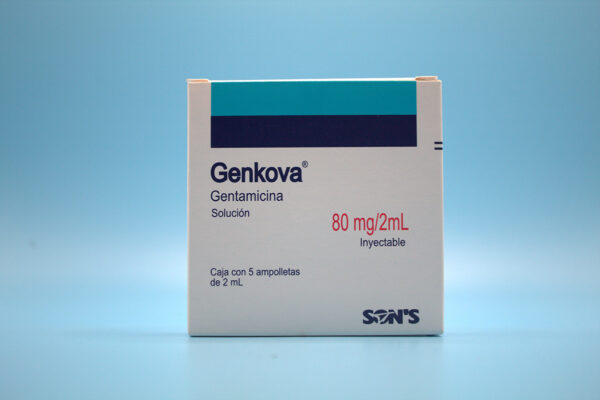 Genkova®
Gentamicina
Solución
80 mg/2mL
Inyectable
Caja con 5 ampolletas
de 2 mL
SON'S